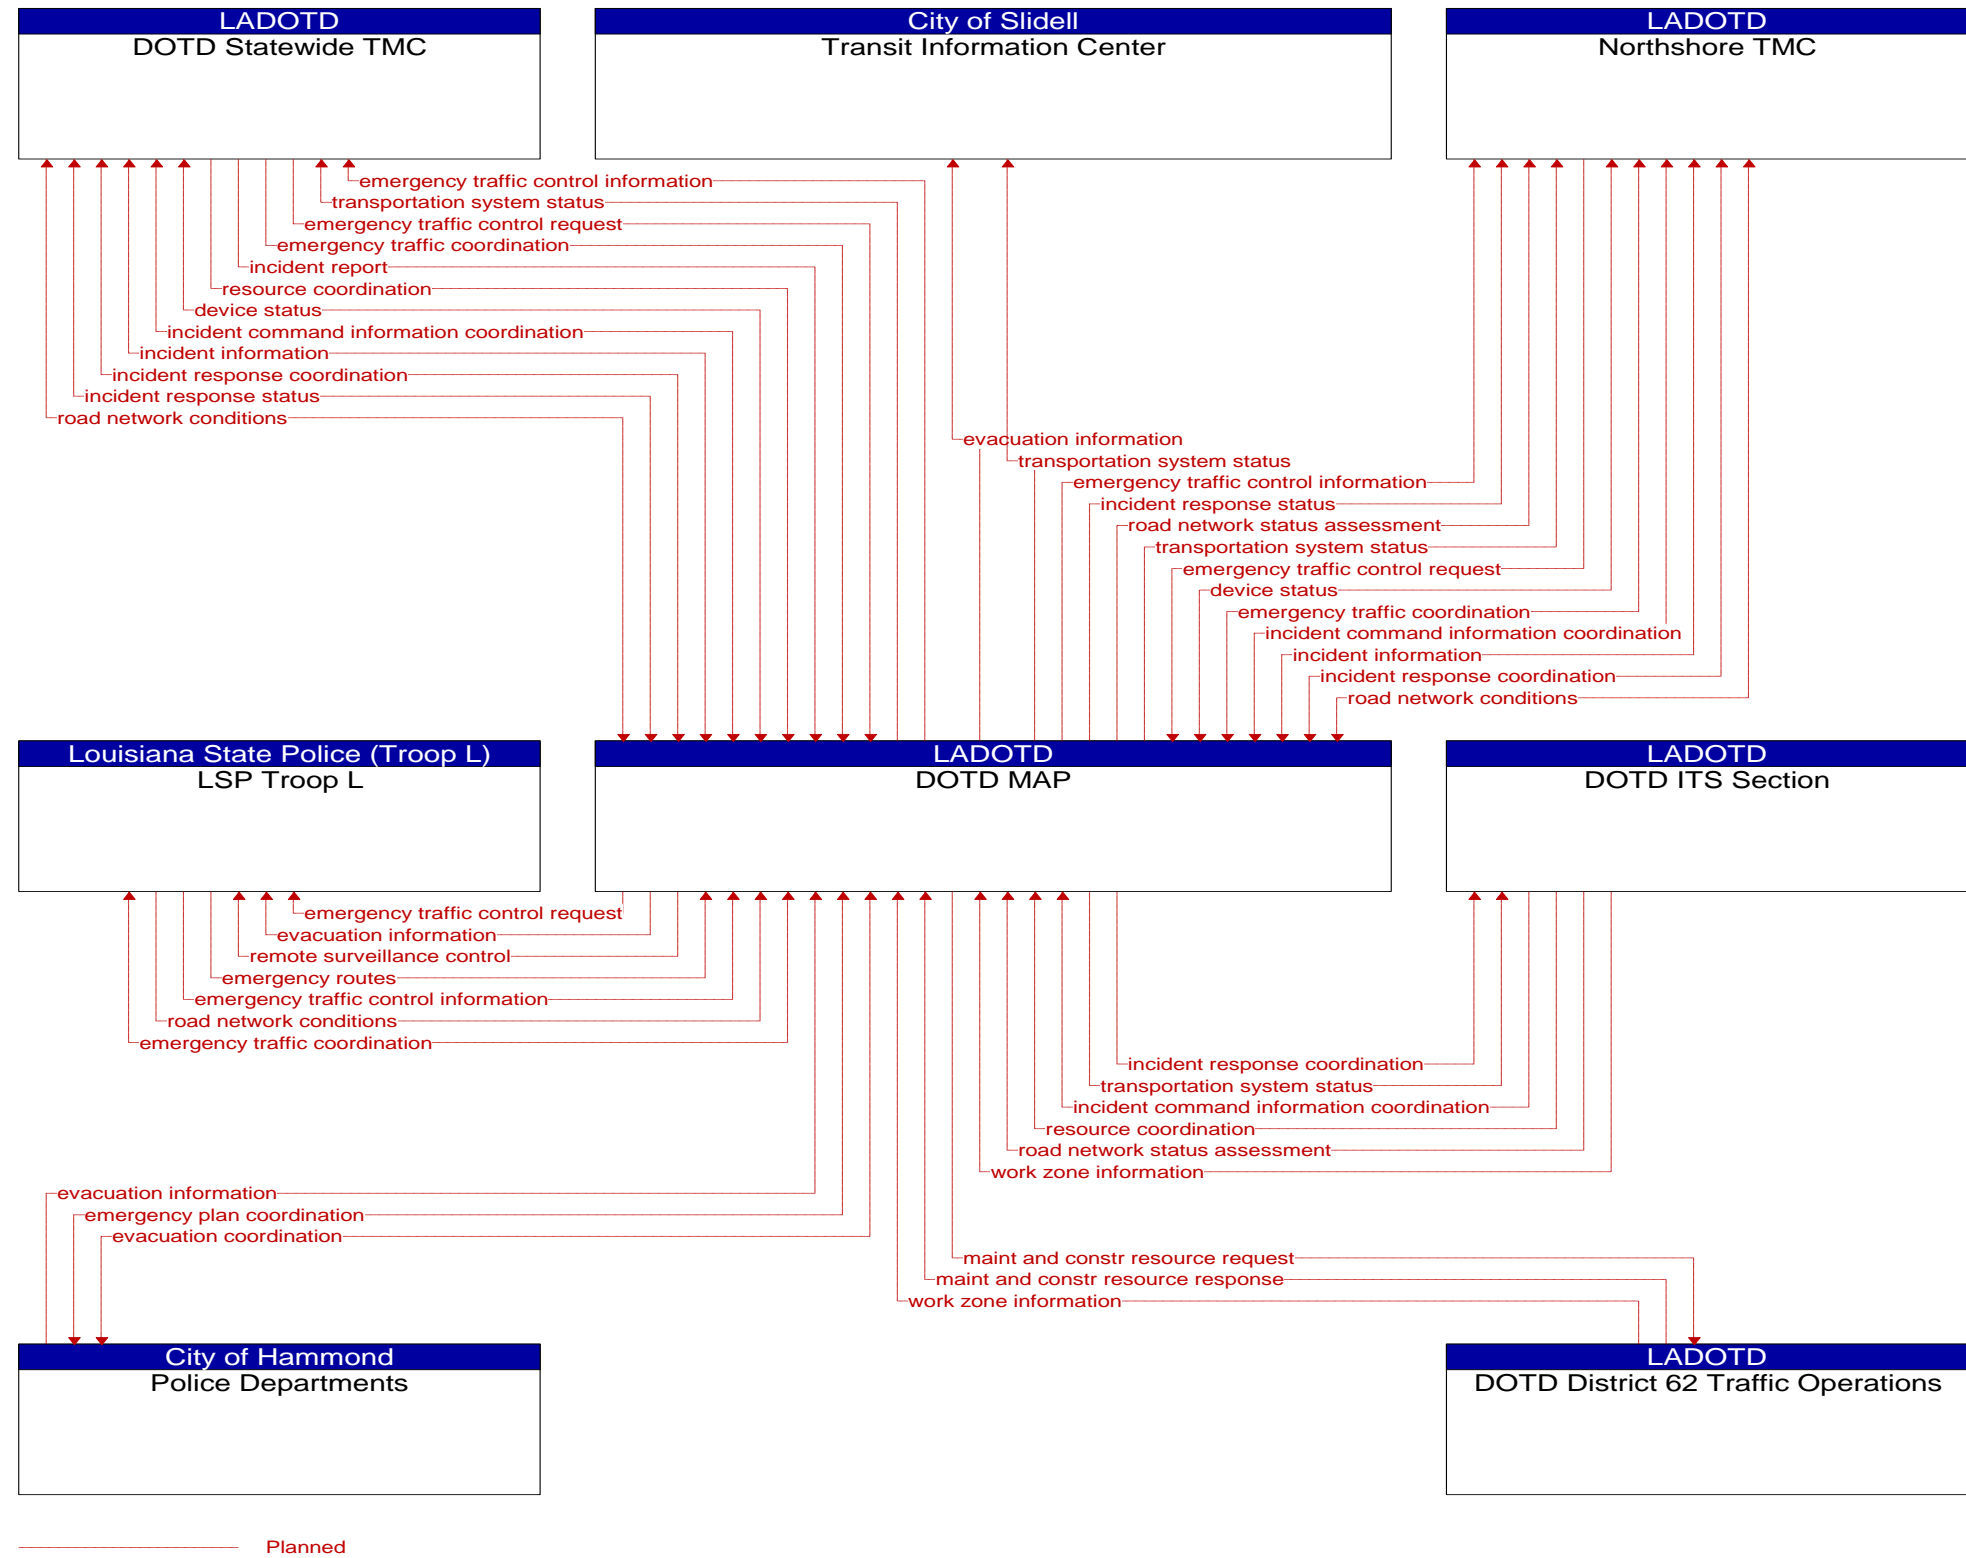 LADOTD
DOTD Statewide TMC
City of Slidell
Transit Information Center
LADOTD
Northshore TMC
emergency traffic control information
transportation system status
emergency traffic control request
emergency traffic coordination
incident report
resource coordination
device status
incident command information coordination
incident information
incident response coordination
incident response status
road network conditions
evacuation information
transportation system status
emergency traffic control information
incident response status
road network status assessment
transportation system status
emergency traffic control request
device status
emergency traffic coordination
incident command information coordination
incident information
incident response coordination
road network conditions
Louisiana State Police (Troop L)
LSP Troop L
LADOTD
DOTD MAP
LADOTD
DOTD ITS Section
emergency traffic control request
evacuation information
remote surveillance control
emergency routes
emergency traffic control information
road network conditions
emergency traffic coordination
incident response coordination
transportation system status
incident command information coordination
resource coordination
road network status assessment
work zone information
evacuation information
emergency plan coordination
evacuation coordination
maint and constr resource request
maint and constr resource response
work zone information
City of Hammond
Police Departments
LADOTD
DOTD District 62 Traffic Operations
Planned